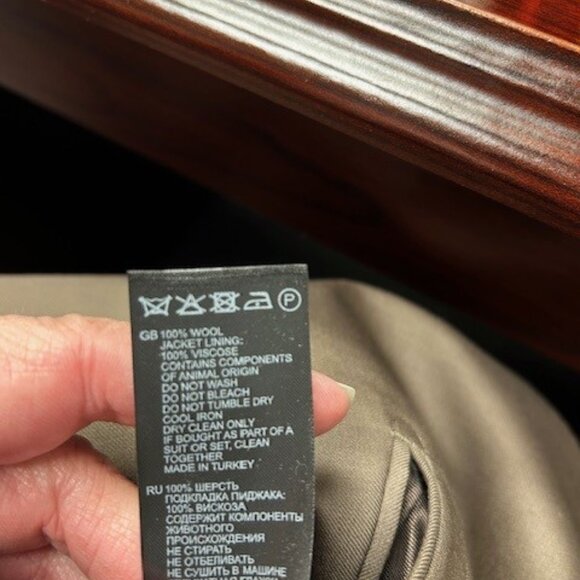 P
GB 100% WOOL
JACKET LINING:
100% VISCOSE
CONTAINS COMPONENTS
OF ANIMAL ORIGIN
DO NOT WASH
DO NOT BLEACH
DO NOT TUMBLE DRY
COOL IRON
DRY CLEAN ONLY
IF BOUGHT AS PART OF A
SUIT OR SET, CLEAN
TOGETHER
MADE IN TURKEY
RU 100% ШЕРСТЬ
ПОДКЛАДКА ПИДЖАКА:
100% ВИСКОЗА
СОДЕРЖИТ КОМПОНЕНТЫ
ЖИВОТНОГО
ПРОИСХОЖДЕНИЯ
НЕ СТИРАТЬ
НЕ ОТБЕЛИВАТЬ
НЕ СУШИТЬ В МАШИНЕ